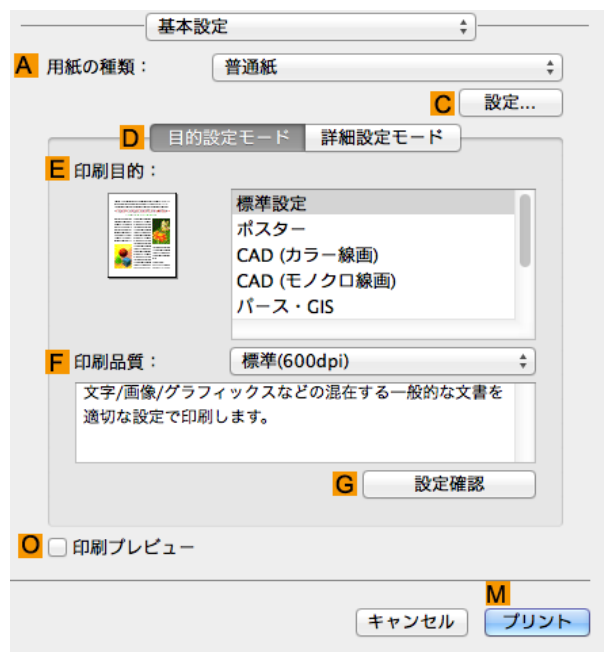 基本設定
A 用紙の種類： 普通紙
C 設定...
D 目的設定モード 詳細設定モード
E 印刷目的：
標準設定
ポスター
CAD (カラー線画)
CAD (モノクロ線画)
パース・GIS
F 印刷品質： 標準(600dpi)
文字/画像/グラフィックスなどの混在する一般的な文書を
適切な設定で印刷します。
G 設定確認
O 印刷プレビュー
M
キャンセル プリント